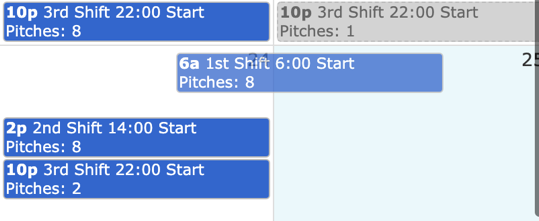 10p 3rd Shift 22:00 Start
Pitches: 8
10p 3rd Shift 22:00 Start
Pitches: 1
6a 1st Shift 6:00 Start
Pitches: 8
2p 2nd Shift 14:00 Start
Pitches: 8
10p 3rd Shift 22:00 Start
Pitches: 2